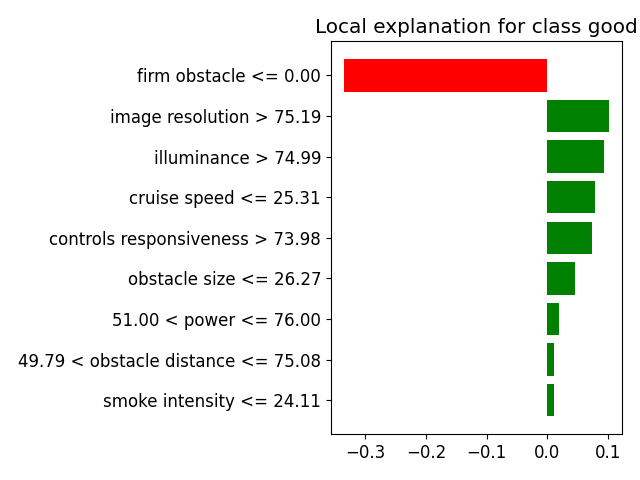 Local explanation for class good
firm obstacle <= 0.00
image resolution > 75.19
illuminance > 74.99
cruise speed <= 25.31
controls responsiveness > 73.98
obstacle size <= 26.27
51.00 < power <= 76.00
49.79 < obstacle distance <= 75.08
smoke intensity <= 24.11
−0.3 −0.2 −0.1 0.0 0.1